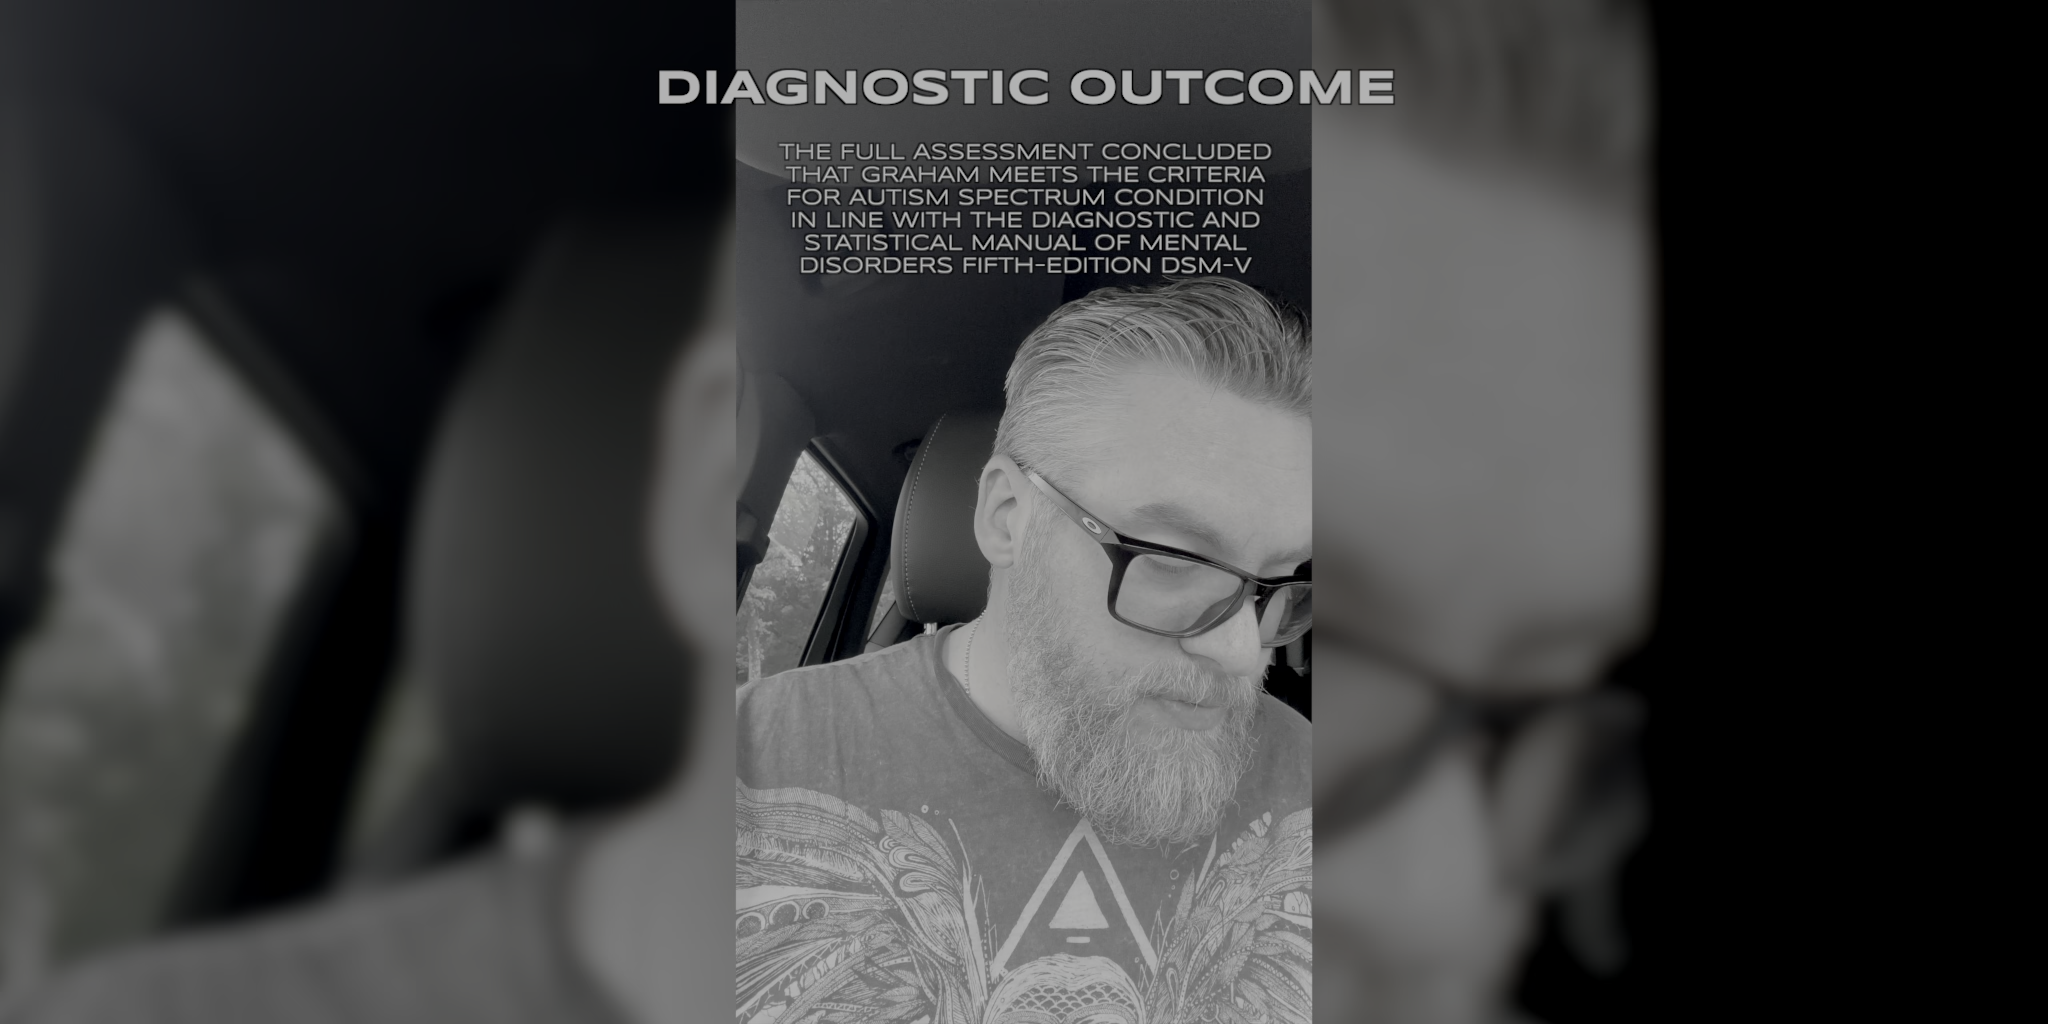 DIAGNOSTIC OUTCOME
THE FULL ASSESSMENT CONCLUDED
THAT GRAHAM MEETS THE CRITERIA
FOR AUTISM SPECTRUM CONDITION
IN LINE WITH THE DIAGNOSTIC AND
STATISTICAL MANUAL OF MENTAL
DISORDERS FIFTH-EDITION DSM-V